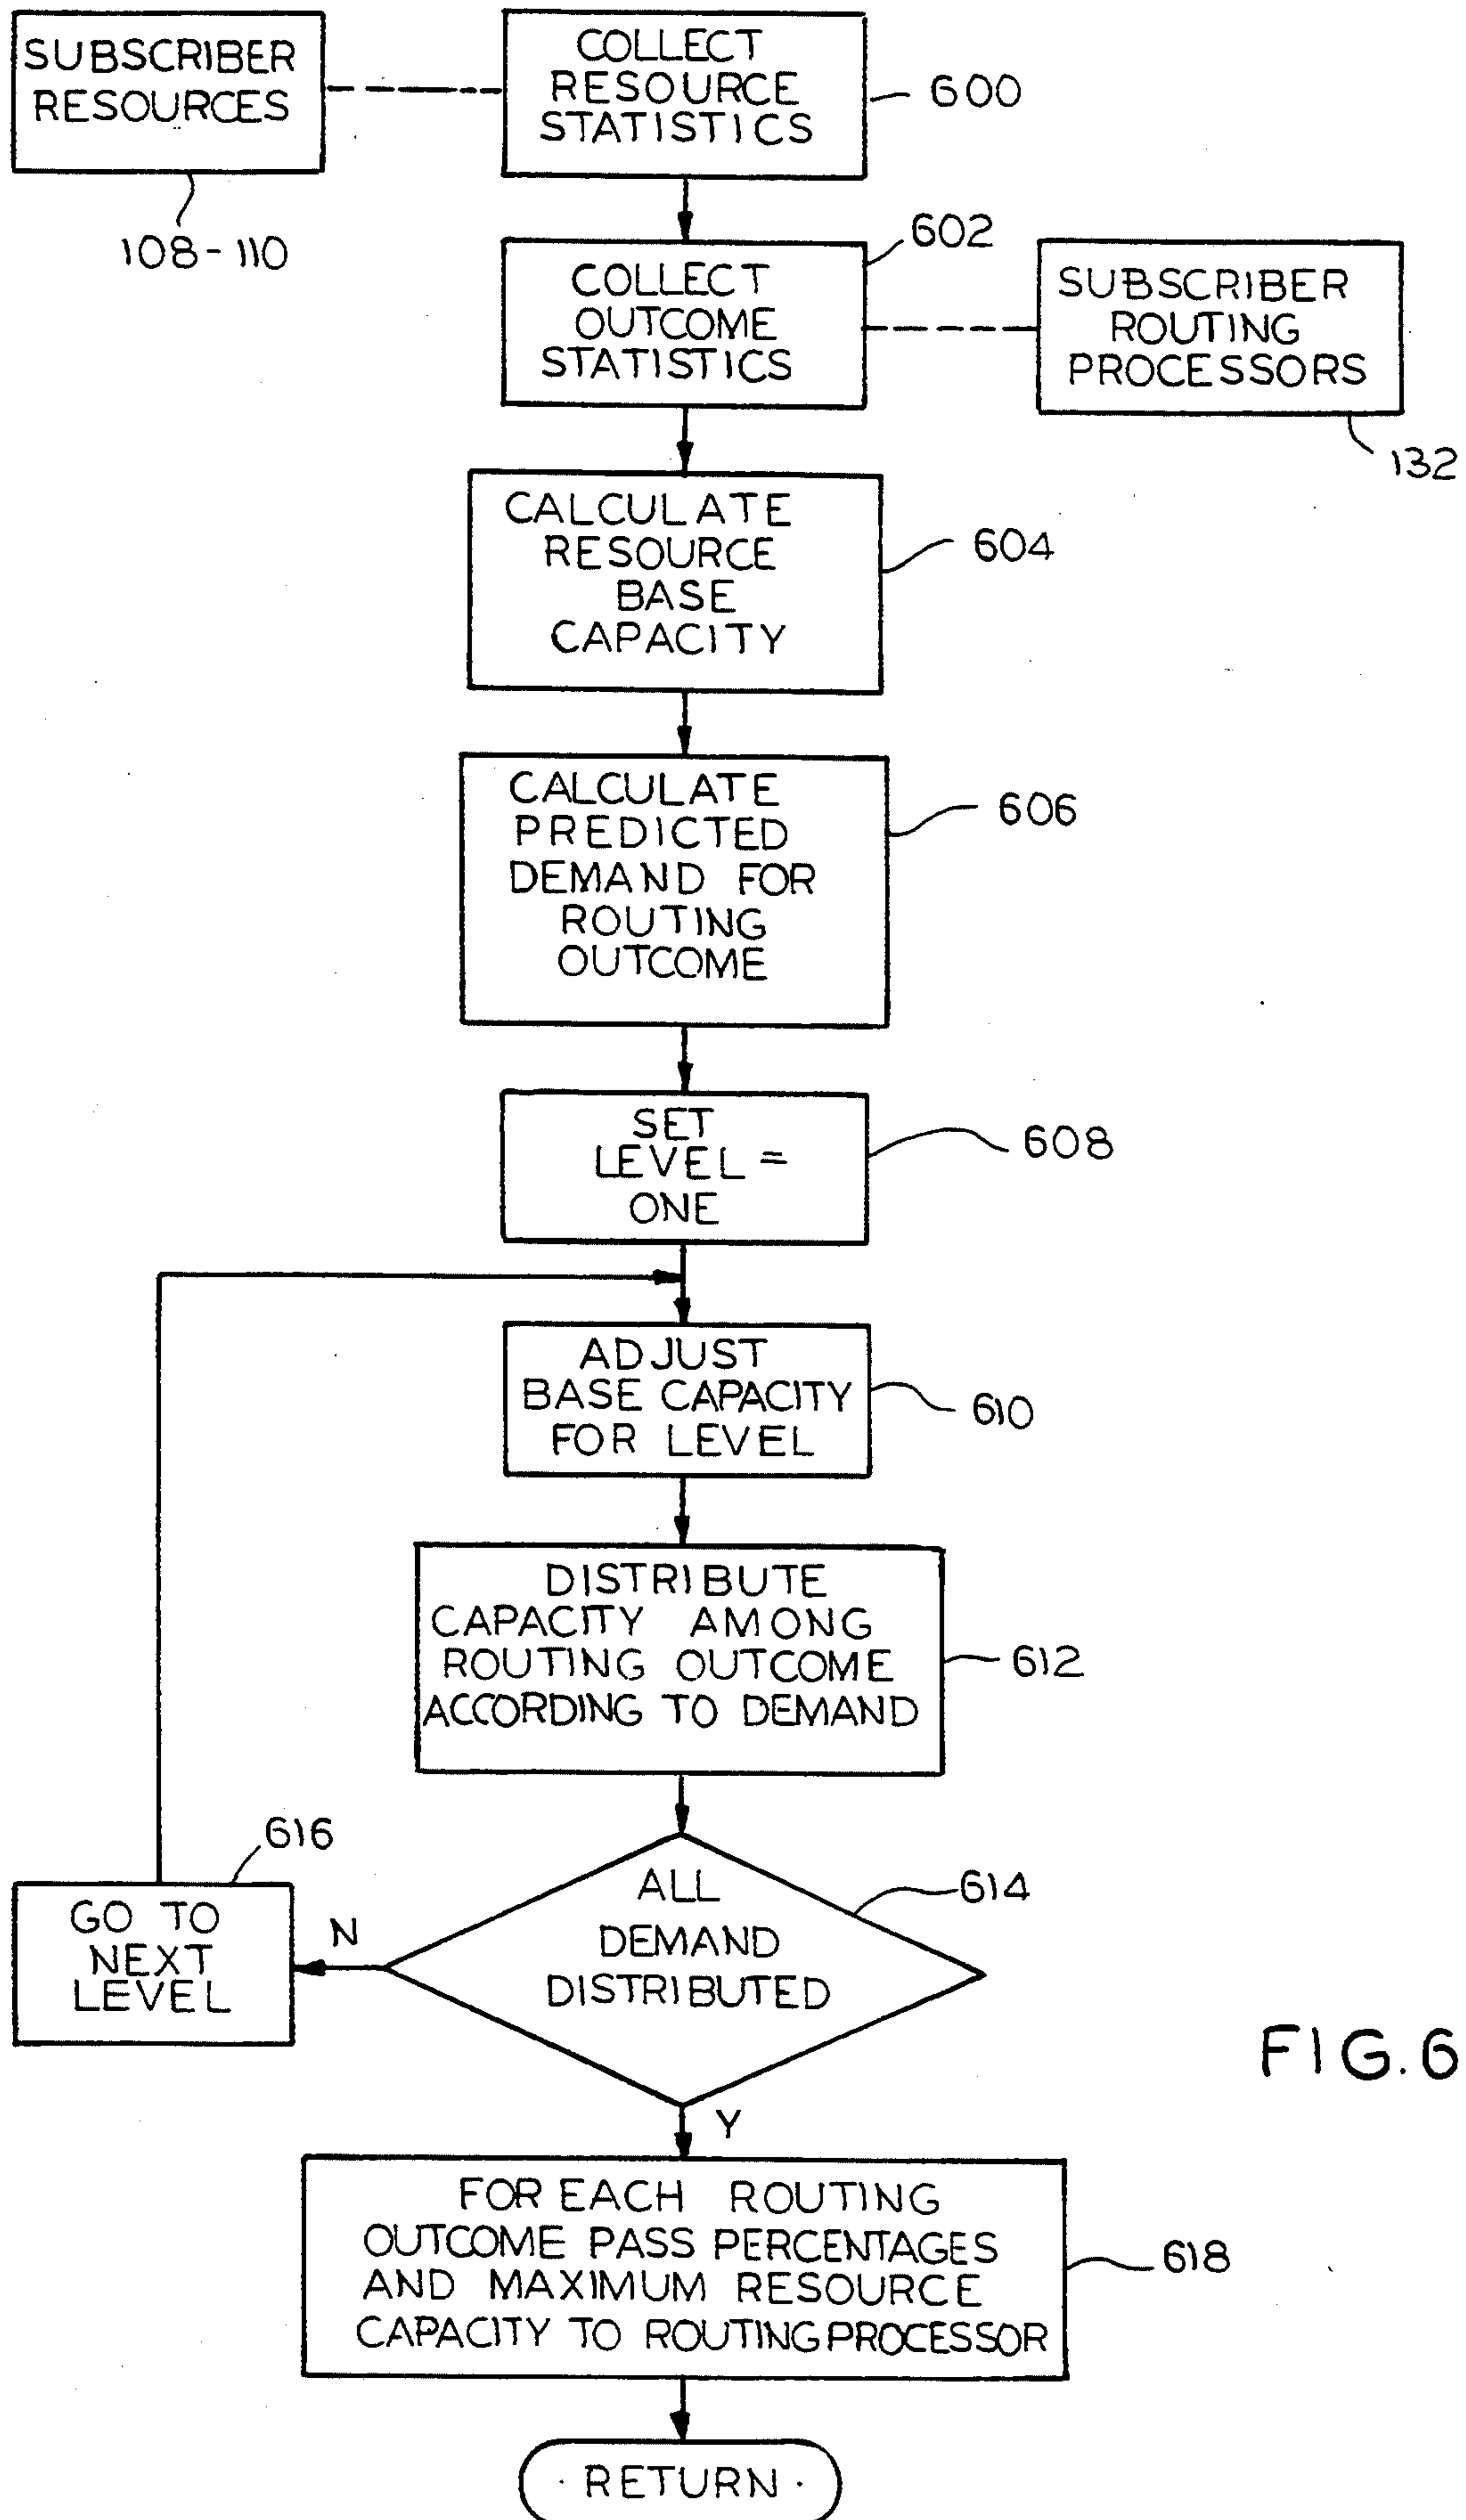 SUBSCRIBER
RESOURCES
108-110
COLLECT
RESOURCE
STATISTICS
600
COLLECT
OUTCOME
STATISTICS
602
SUBSCRIBER
ROUTING
PROCESSORS
132
CALCULATE
RESOURCE
BASE
CAPACITY
604
CALCULATE
PREDICTED
DEMAND FOR
ROUTING
OUTCOME
606
SET
LEVEL =
ONE
608
ADJUST
BASE CAPACITY
FOR LEVEL
610
DISTRIBUTE
CAPACITY AMONG
ROUTING OUTCOME
ACCORDING TO DEMAND
612
ALL
DEMAND
DISTRIBUTED
614
N
GO TO
NEXT
LEVEL
616
Y
FOR EACH ROUTING
OUTCOME PASS PERCENTAGES
AND MAXIMUM RESOURCE
CAPACITY TO ROUTING PROCESSOR
618
RETURN
FIG. 6